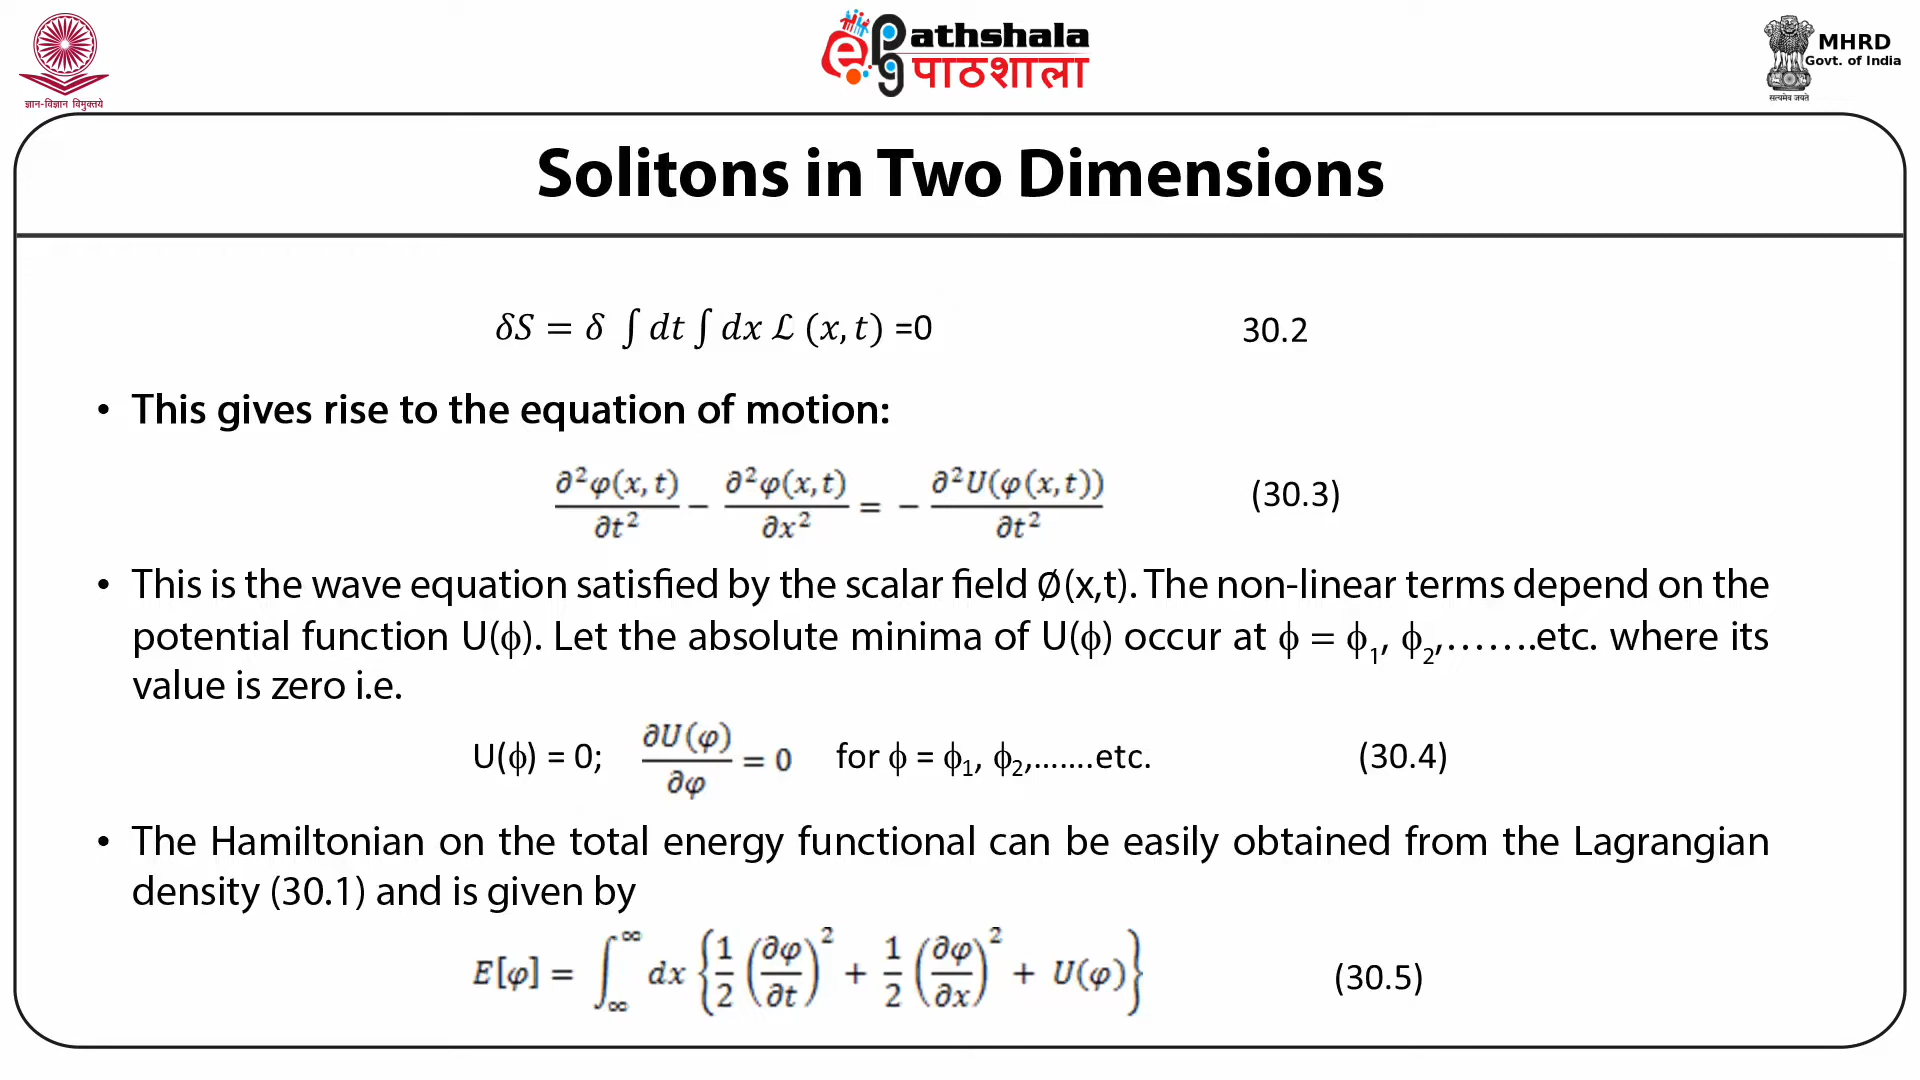 ज्ञान-विज्ञान विमुक्तये
ePathshala
पाठशाला
सत्यमेव जयते
MHRD
Govt. of India
Solitons in Two Dimensions
δS = δ ∫ dt ∫ dx ℒ (x, t) =0 30.2
• This gives rise to the equation of motion:
∂²φ(x, t)/∂t² − ∂²φ(x, t)/∂x² = − ∂²U(φ(x, t))/∂t² (30.3)
• This is the wave equation satisfied by the scalar field ∅(x,t). The non-linear terms depend on the
potential function U(ϕ). Let the absolute minima of U(ϕ) occur at ϕ = ϕ₁, ϕ₂,…….etc. where its
value is zero i.e.
U(ϕ) = 0; ∂U(φ)/∂φ = 0 for ϕ = ϕ₁, ϕ₂,…….etc. (30.4)
• The Hamiltonian on the total energy functional can be easily obtained from the Lagrangian
density (30.1) and is given by
E[φ] = ∫_∞^∞ dx {1/2 (∂φ/∂t)² + 1/2 (∂φ/∂x)² + U(φ)} (30.5)